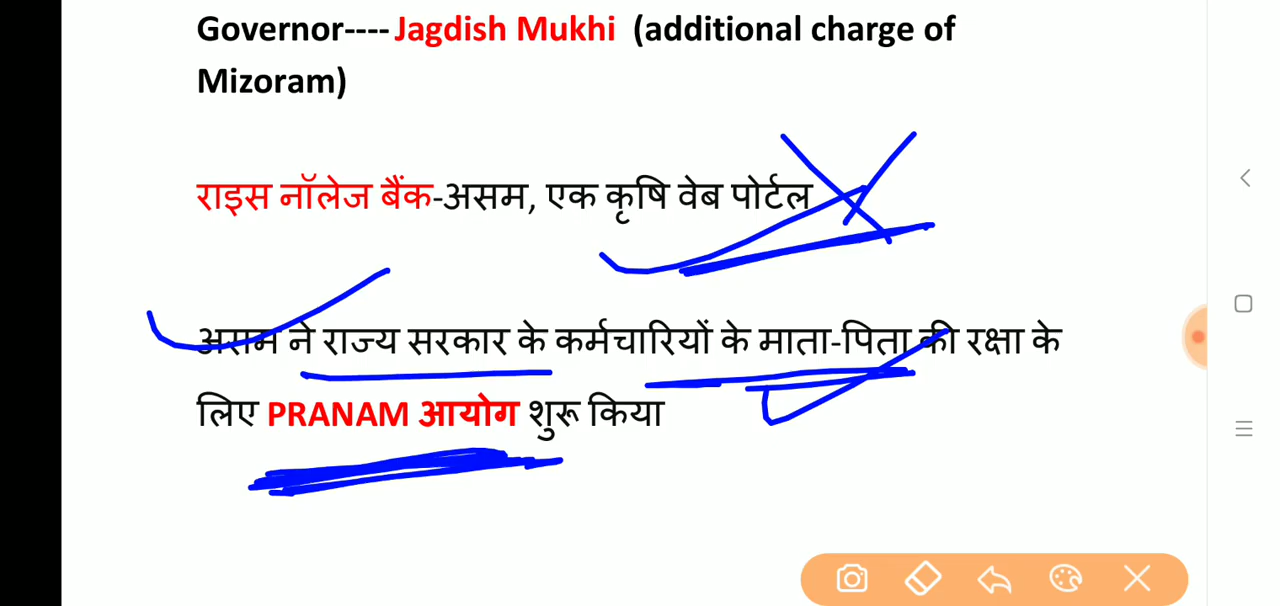 Governor---- Jagdish Mukhi (additional charge of
Mizoram)
राइस नॉलेज बैंक-असम, एक कृषि वेब पोर्टल
असम ने राज्य सरकार के कर्मचारियों के माता-पिता की रक्षा के
लिए PRANAM आयोग शुरू किया